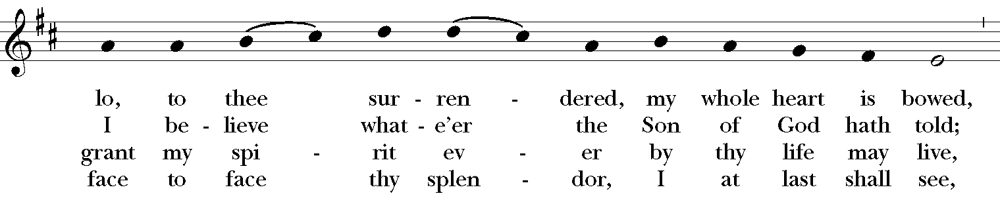 lo, to thee sur - ren - dered, my whole heart is bowed,
I be - lieve what - e’er the Son of God hath told;
grant my spi - rit ev - er by thy life may live,
face to face thy splen - dor, I at last shall see,